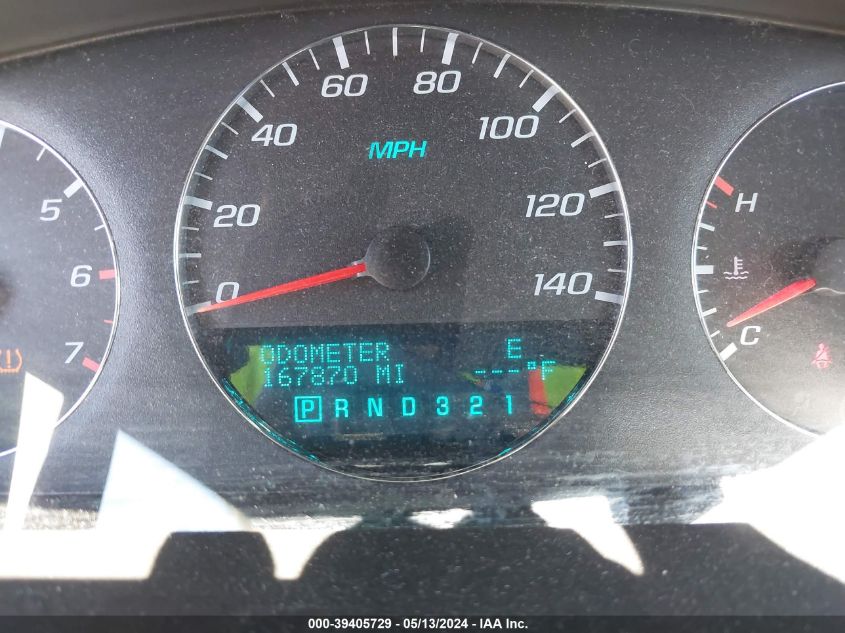 60 80
40 100
MPH
5 20 120 H
6 0 140
7 C
ODOMETER E
167870 MI ---°F
P R N D 3 2 1
000-39405729 - 05/13/2024 - IAA Inc.